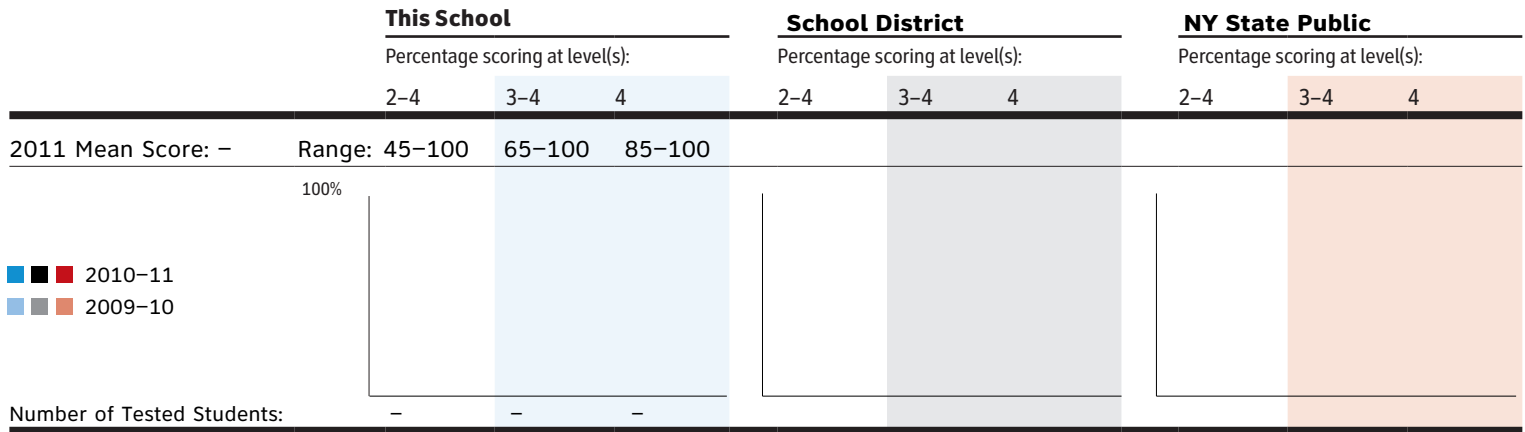 This School School District NY State Public
Percentage scoring at level(s): Percentage scoring at level(s): Percentage scoring at level(s):
2–4 3–4 4 2–4 3–4 4 2–4 3–4 4
2011 Mean Score: – Range: 45–100 65–100 85–100
100%
2010–11
2009–10
Number of Tested Students: – – –